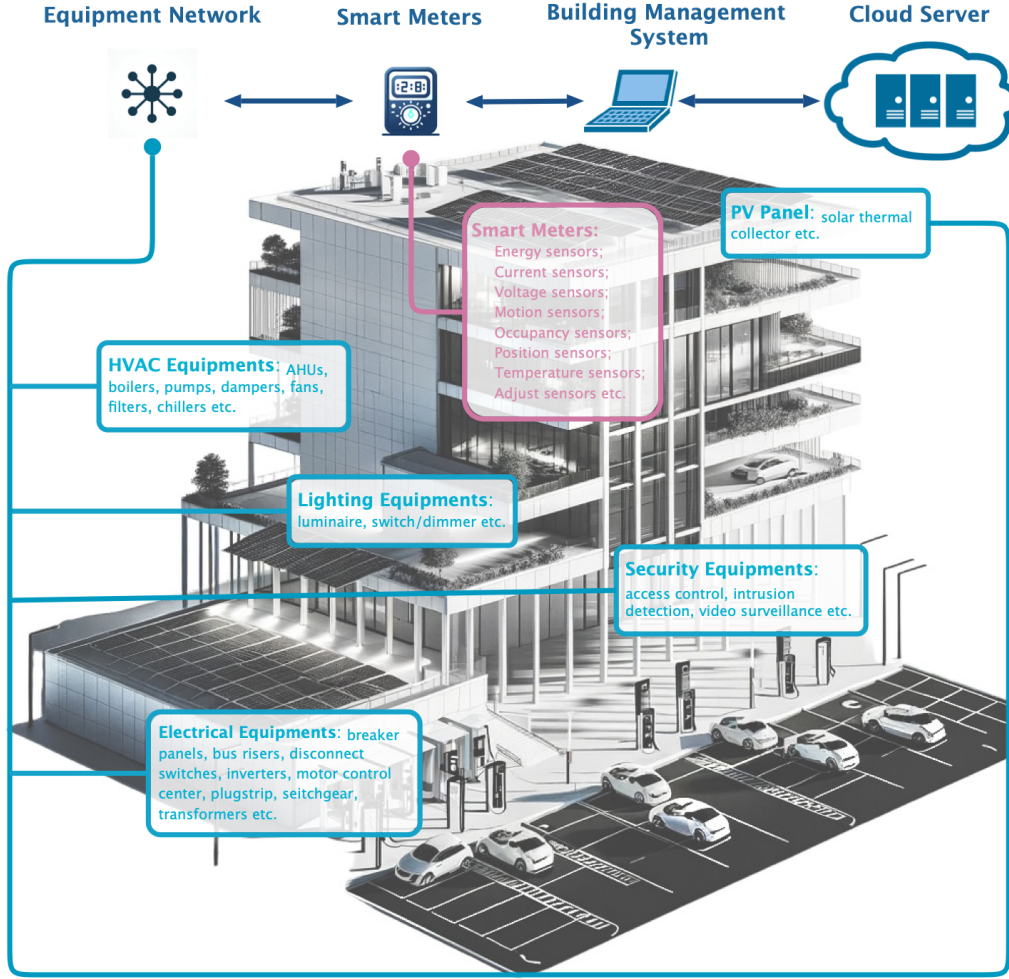 Equipment Network
Smart Meters
Building Management
System
Cloud Server
:2:8:
PV Panel: solar thermal
collector etc.
Smart Meters:
Energy sensors;
Current sensors;
Voltage sensors;
Motion sensors;
Occupancy sensors;
Position sensors;
Temperature sensors;
Adjust sensors etc.
HVAC Equipments: AHUs,
boilers, pumps, dampers, fans,
filters, chillers etc.
Lighting Equipments:
luminaire, switch/dimmer etc.
Security Equipments:
access control, intrusion
detection, video surveillance etc.
Electrical Equipments: breaker
panels, bus risers, disconnect
switches, inverters, motor control
center, plugstrip, seitchgear,
transformers etc.